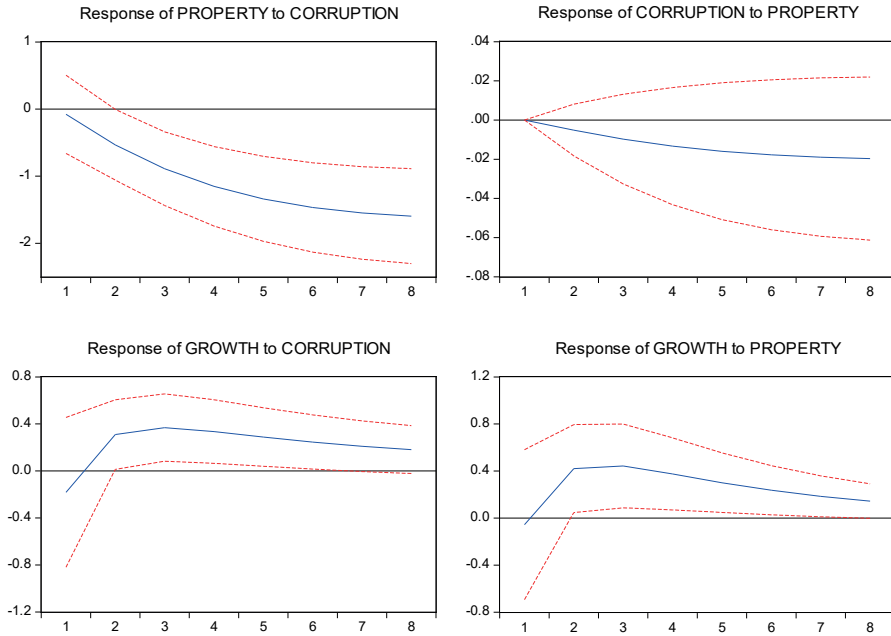 Response of PROPERTY to CORRUPTION
1
0
-1
-2
1 2 3 4 5 6 7 8
Response of CORRUPTION to PROPERTY
.04
.02
.00
-.02
-.04
-.06
-.08
1 2 3 4 5 6 7 8
Response of GROWTH to CORRUPTION
0.8
0.4
0.0
-0.4
-0.8
-1.2
1 2 3 4 5 6 7 8
Response of GROWTH to PROPERTY
1.2
0.8
0.4
0.0
-0.4
-0.8
1 2 3 4 5 6 7 8